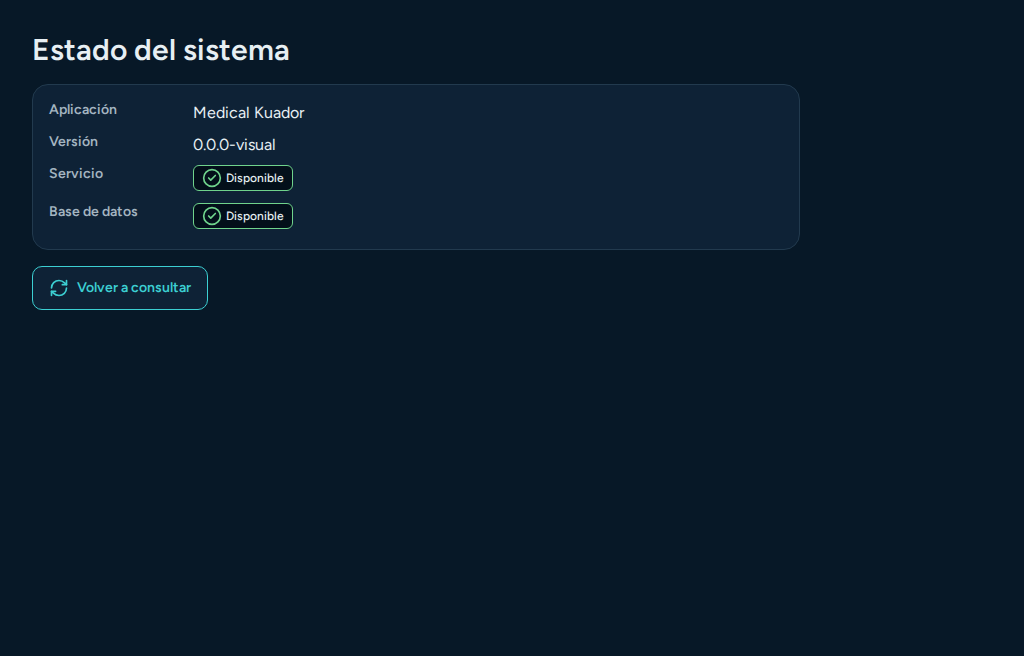 Estado del sistema
Aplicación Medical Kuador
Versión 0.0.0-visual
Servicio Disponible
Base de datos Disponible
Volver a consultar